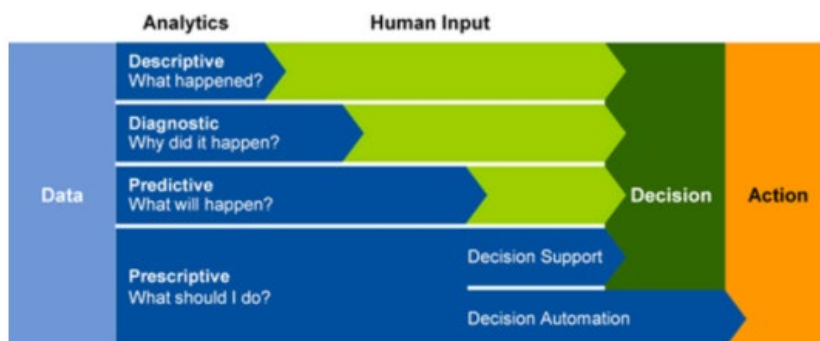 Analytics
Human Input
Descriptive
What happened?
Diagnostic
Why did it happen?
Predictive
What will happen?
Data
Decision
Action
Prescriptive
What should I do?
Decision Support
Decision Automation